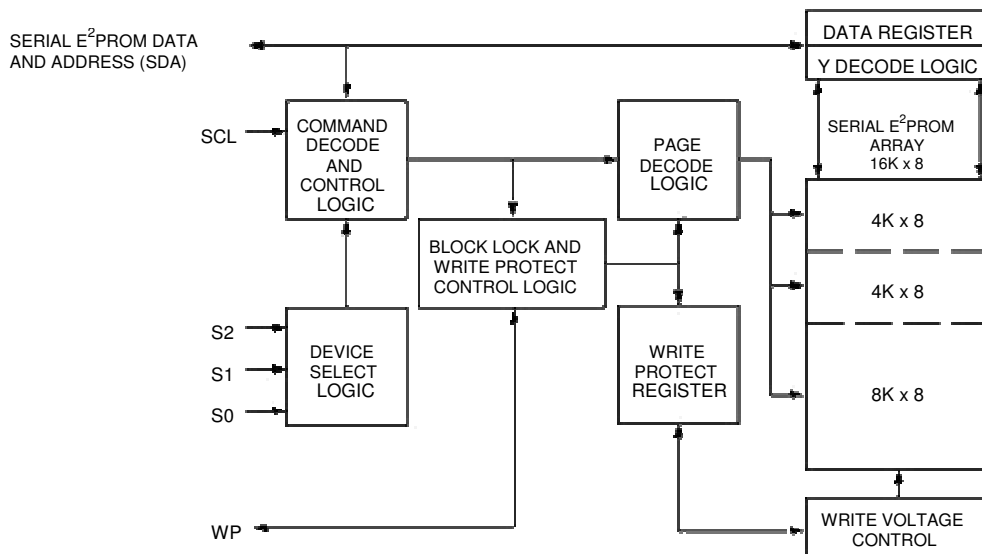 SERIAL E²PROM DATA
AND ADDRESS (SDA)
DATA REGISTER
Y DECODE LOGIC
SCL
COMMAND
DECODE
AND
CONTROL
LOGIC
PAGE
DECODE
LOGIC
SERIAL E²PROM
ARRAY
16K x 8
4K x 8
BLOCK LOCK AND
WRITE PROTECT
CONTROL LOGIC
4K x 8
S2
S1
S0
DEVICE
SELECT
LOGIC
WRITE
PROTECT
REGISTER
8K x 8
WP
WRITE VOLTAGE
CONTROL